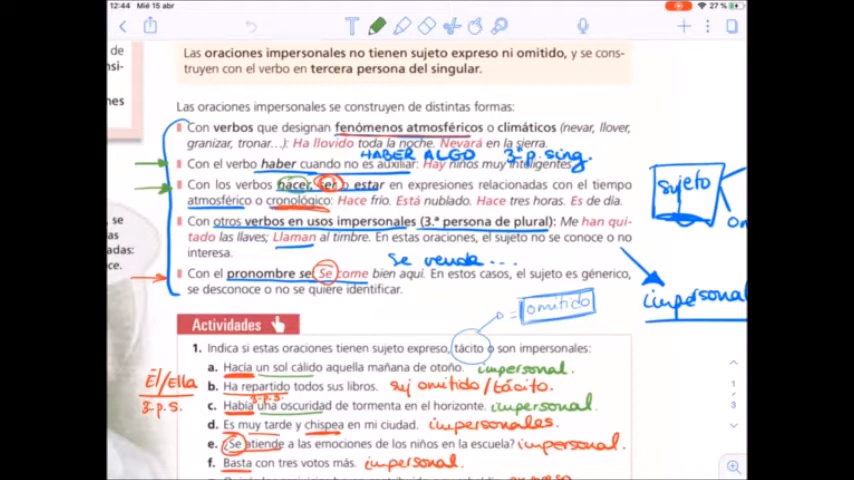 12:44 Mié 15 abr
27 %
de
nsi-
nes
Las oraciones impersonales no tienen sujeto expreso ni omitido, y se cons-
truyen con el verbo en tercera persona del singular.
Las oraciones impersonales se construyen de distintas formas:
Con verbos que designan fenómenos atmosféricos o climáticos (nevar, llover,
granizar, tronar…): Ha llovido toda la noche. Nevará en la sierra.
HABER ALGO 3ª p. sing.
Con el verbo haber cuando no es auxiliar: Hay niños muy inteligentes.
Con los verbos hacer, ser o estar en expresiones relacionadas con el tiempo
atmosférico o cronológico: Hace frío. Está nublado. Hace tres horas. Es de día.
sujeto
Con otros verbos en usos impersonales (3.ª persona de plural): Me han qui-
tado las llaves; Llaman al timbre. En estas oraciones, el sujeto no se conoce o no
interesa.
, se
das
adas:
ce.
om
Se vende ...
Con el pronombre se: Se come bien aquí. En estos casos, el sujeto es genérico,
se desconoce o no se quiere identificar.
impersonal
= omitido
Actividades
1. Indica si estas oraciones tienen sujeto expreso, tácito o son impersonales:
a. Hacía un sol cálido aquella mañana de otoño. impersonal.
Él/Ella
3ª p.s.
b. Ha repartido todos sus libros. suj omitido/tácito.
3ª p.s.
c. Había una oscuridad de tormenta en el horizonte. impersonal.
d. Es muy tarde y chispea en mi ciudad. impersonales.
e. ¿Se atiende a las emociones de los niños en la escuela? impersonal.
f. Basta con tres votos más. impersonal.
1
3